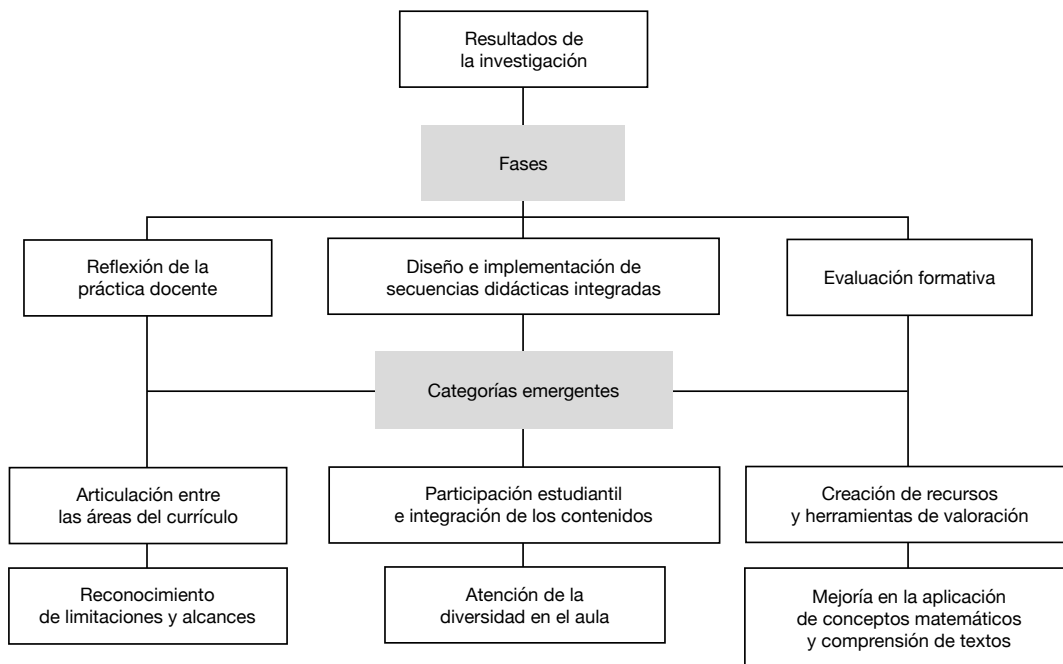 Resultados de
la investigación
Fases
Reflexión de la
práctica docente
Diseño e implementación de
secuencias didácticas integradas
Evaluación formativa
Categorías emergentes
Articulación entre
las áreas del currículo
Participación estudiantil
e integración de los contenidos
Creación de recursos
y herramientas de valoración
Reconocimiento
de limitaciones y alcances
Atención de la
diversidad en el aula
Mejoría en la aplicación
de conceptos matemáticos
y comprensión de textos